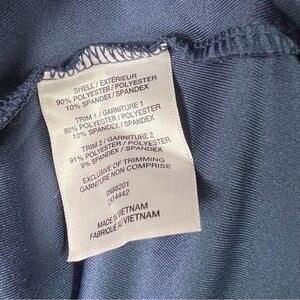 SHELL / EXTÉRIEUR
90% POLYESTER / POLYESTER
10% SPANDEX / SPANDEX
TRIM 1 / GARNITURE 1
90% POLYESTER / POLYESTER
10% SPANDEX / SPANDEX
TRIM 2 / GARNITURE 2
91% POLYESTER / POLYESTER
9% SPANDEX / SPANDEX
EXCLUSIVE OF TRIMMING
GARNITURE NON COMPRISE
MADE IN VIETNAM
FABRIQUÉ AU VIETNAM